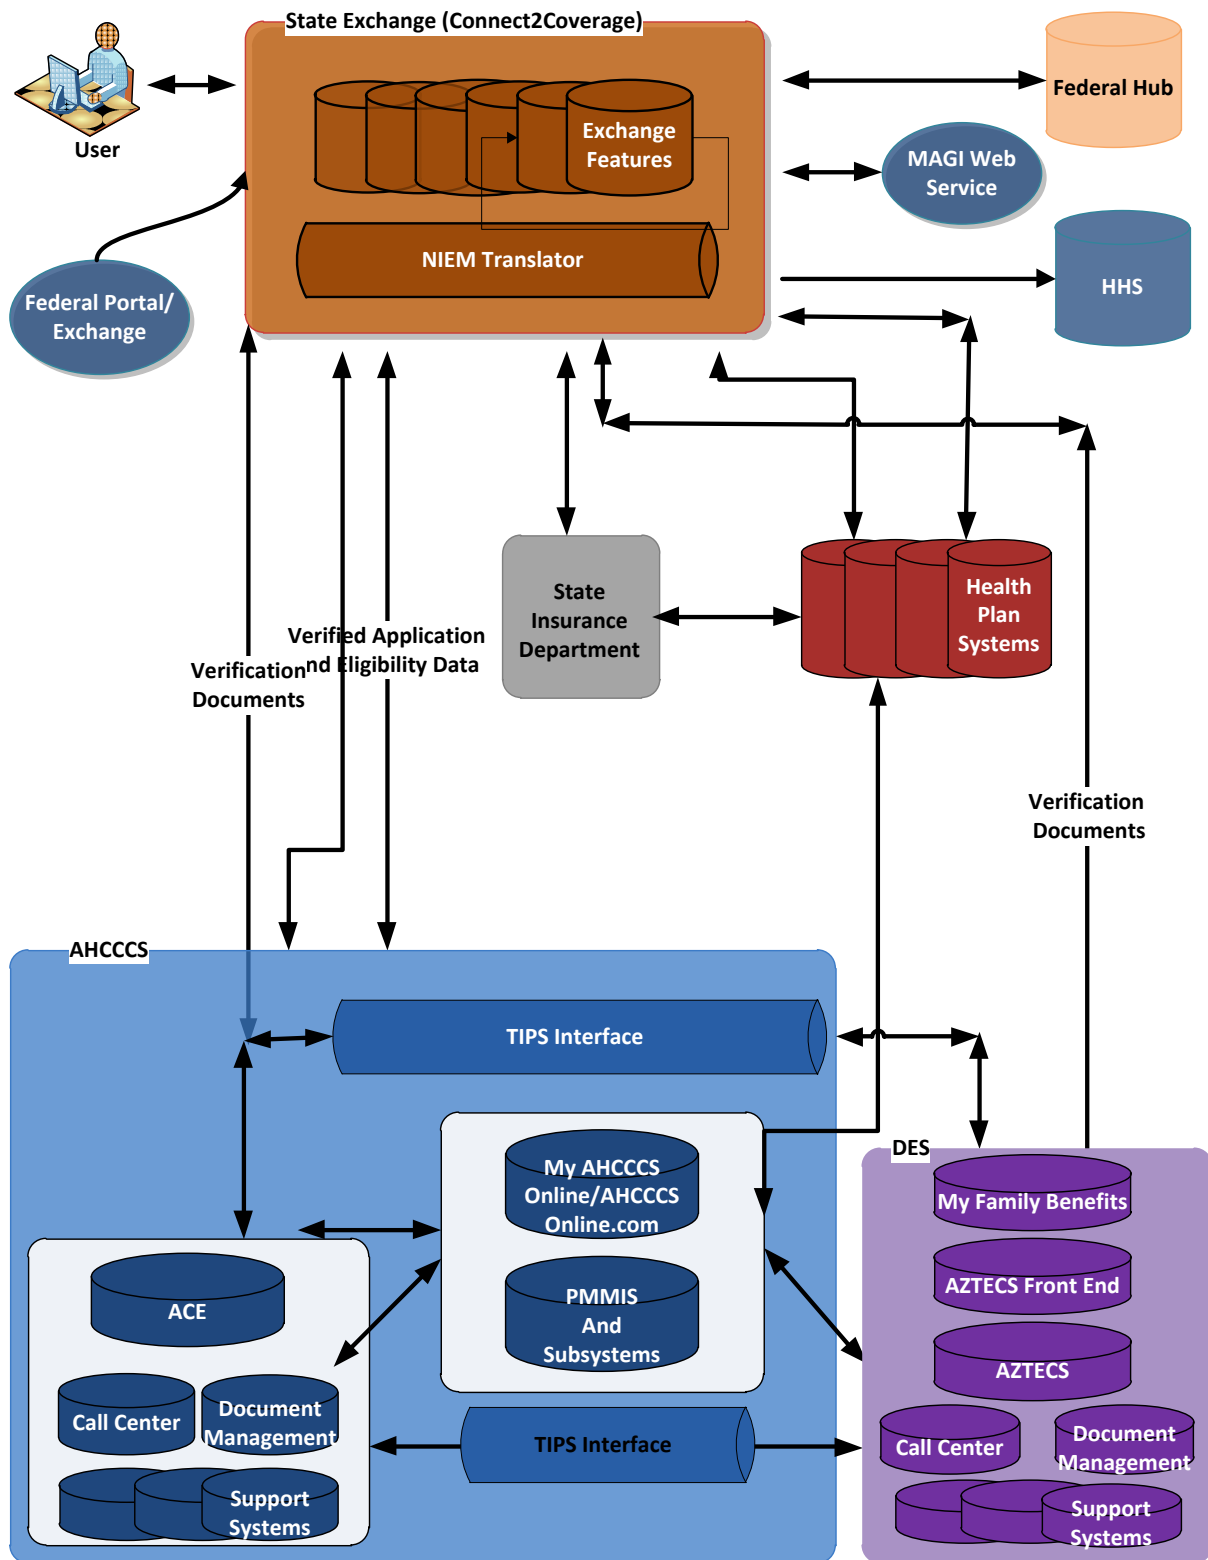 State Exchange (Connect2Coverage)
User
Exchange
Features
NIEM Translator
Federal Hub
MAGI Web
Service
HHS
Federal Portal/
Exchange
State
Insurance
Department
Health
Plan
Systems
Verified Application
nd Eligibility Data
Verification
Documents
Verification
Documents
AHCCCS
TIPS Interface
My AHCCCS
Online/AHCCCS
Online.com
PMMIS
And
Subsystems
ACE
Call Center
Document
Management
Support
Systems
TIPS Interface
DES
My Family Benefits
AZTECS Front End
AZTECS
Call Center
Document
Management
Support
Systems